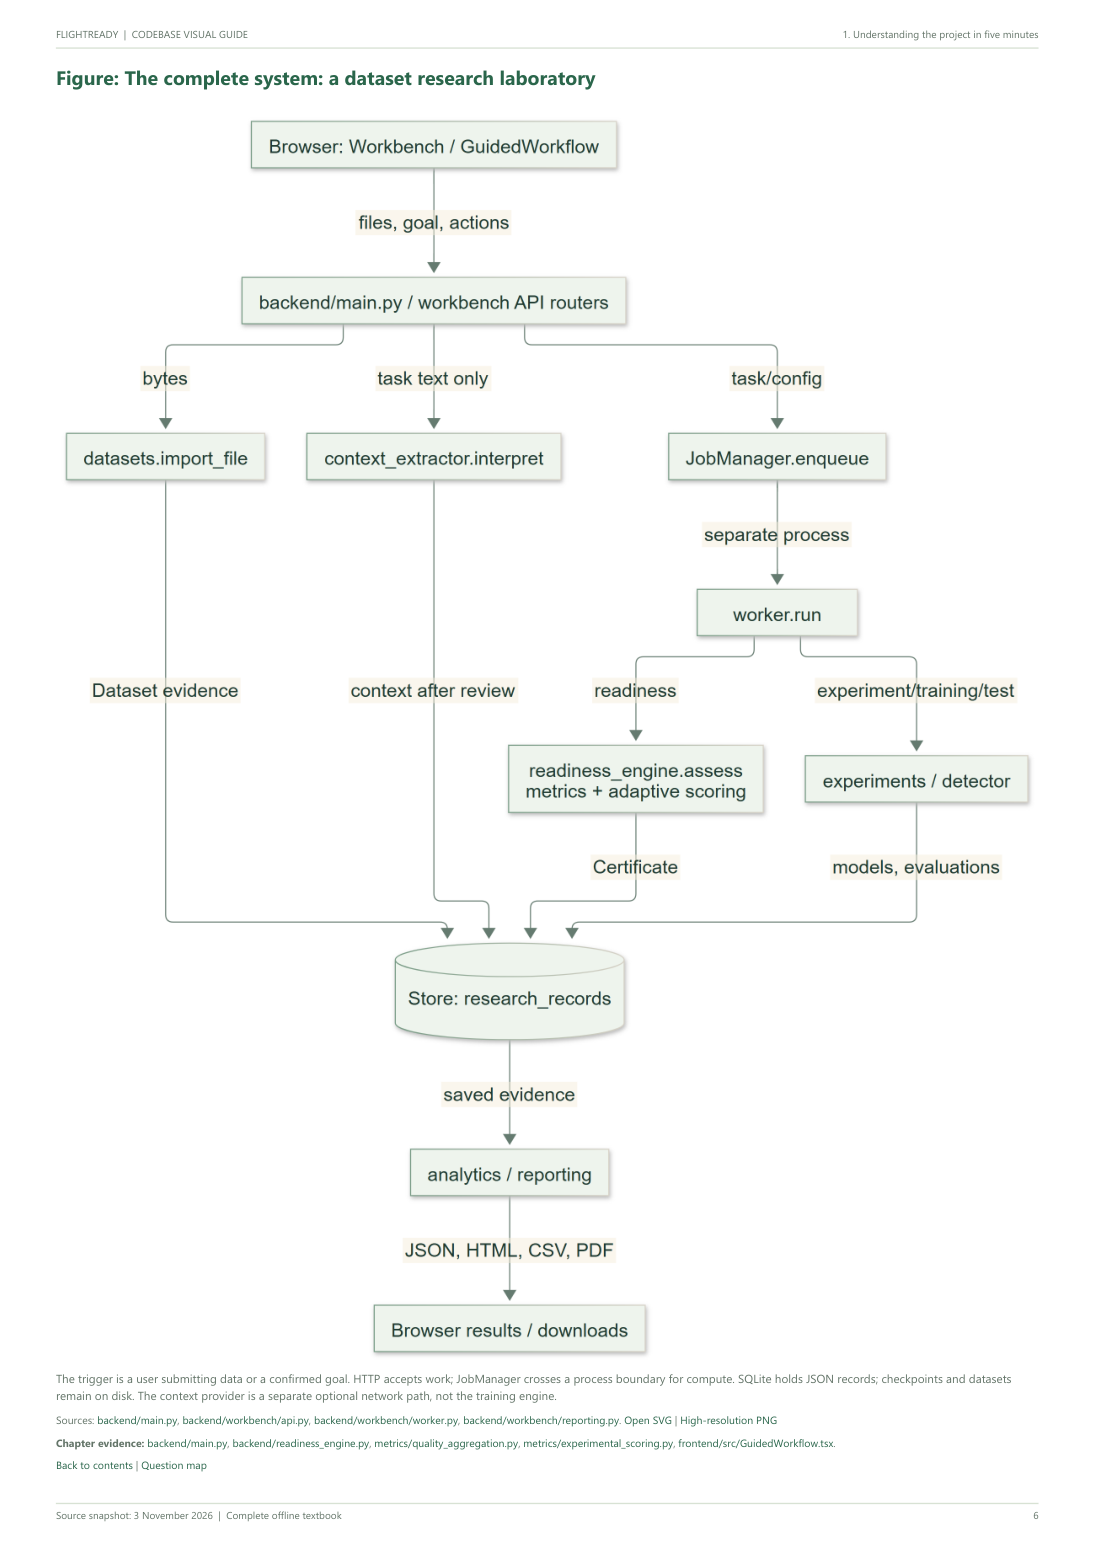 FLIGHTREADY | CODEBASE VISUAL GUIDE
1. Understanding the project in five minutes
Figure: The complete system: a dataset research laboratory
Browser: Workbench / GuidedWorkflow
files, goal, actions
backend/main.py / workbench API routers
bytes
task text only
task/config
datasets.import_file
context_extractor.interpret
JobManager.enqueue
separate process
worker.run
Dataset evidence
context after review
readiness
experiment/training/test
readiness_engine.assess
metrics + adaptive scoring
experiments / detector
Certificate
models, evaluations
Store: research_records
saved evidence
analytics / reporting
JSON, HTML, CSV, PDF
Browser results / downloads
The trigger is a user submitting data or a confirmed goal. HTTP accepts work; JobManager crosses a process boundary for compute. SQLite holds JSON records; checkpoints and datasets
remain on disk. The context provider is a separate optional network path, not the training engine.
Sources: backend/main.py, backend/workbench/api.py, backend/workbench/worker.py, backend/workbench/reporting.py. Open SVG | High-resolution PNG
Chapter evidence: backend/main.py, backend/readiness_engine.py, metrics/quality_aggregation.py, metrics/experimental_scoring.py, frontend/src/GuidedWorkflow.tsx.
Back to contents | Question map
Source snapshot: 3 November 2026 | Complete offline textbook
6